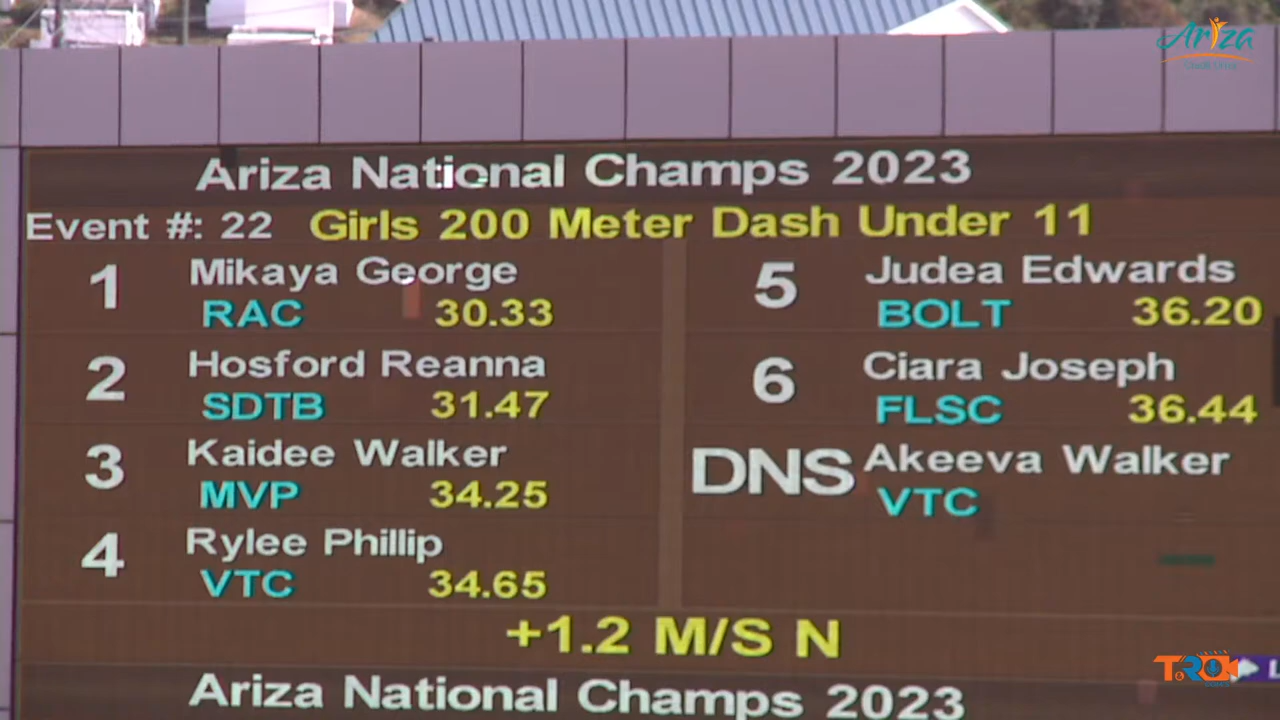 Ariza
Ariza National Champs 2023
Event #: 22 Girls 200 Meter Dash Under 11
1 Mikaya George
RAC 30.33
2 Hosford Reanna
SDTB 31.47
3 Kaidee Walker
MVP 34.25
4 Rylee Phillip
VTC 34.65
5 Judea Edwards
BOLT 36.20
6 Ciara Joseph
FLSC 36.44
DNS Akeeva Walker
VTC
+1.2 M/S N
Ariza National Champs 2023